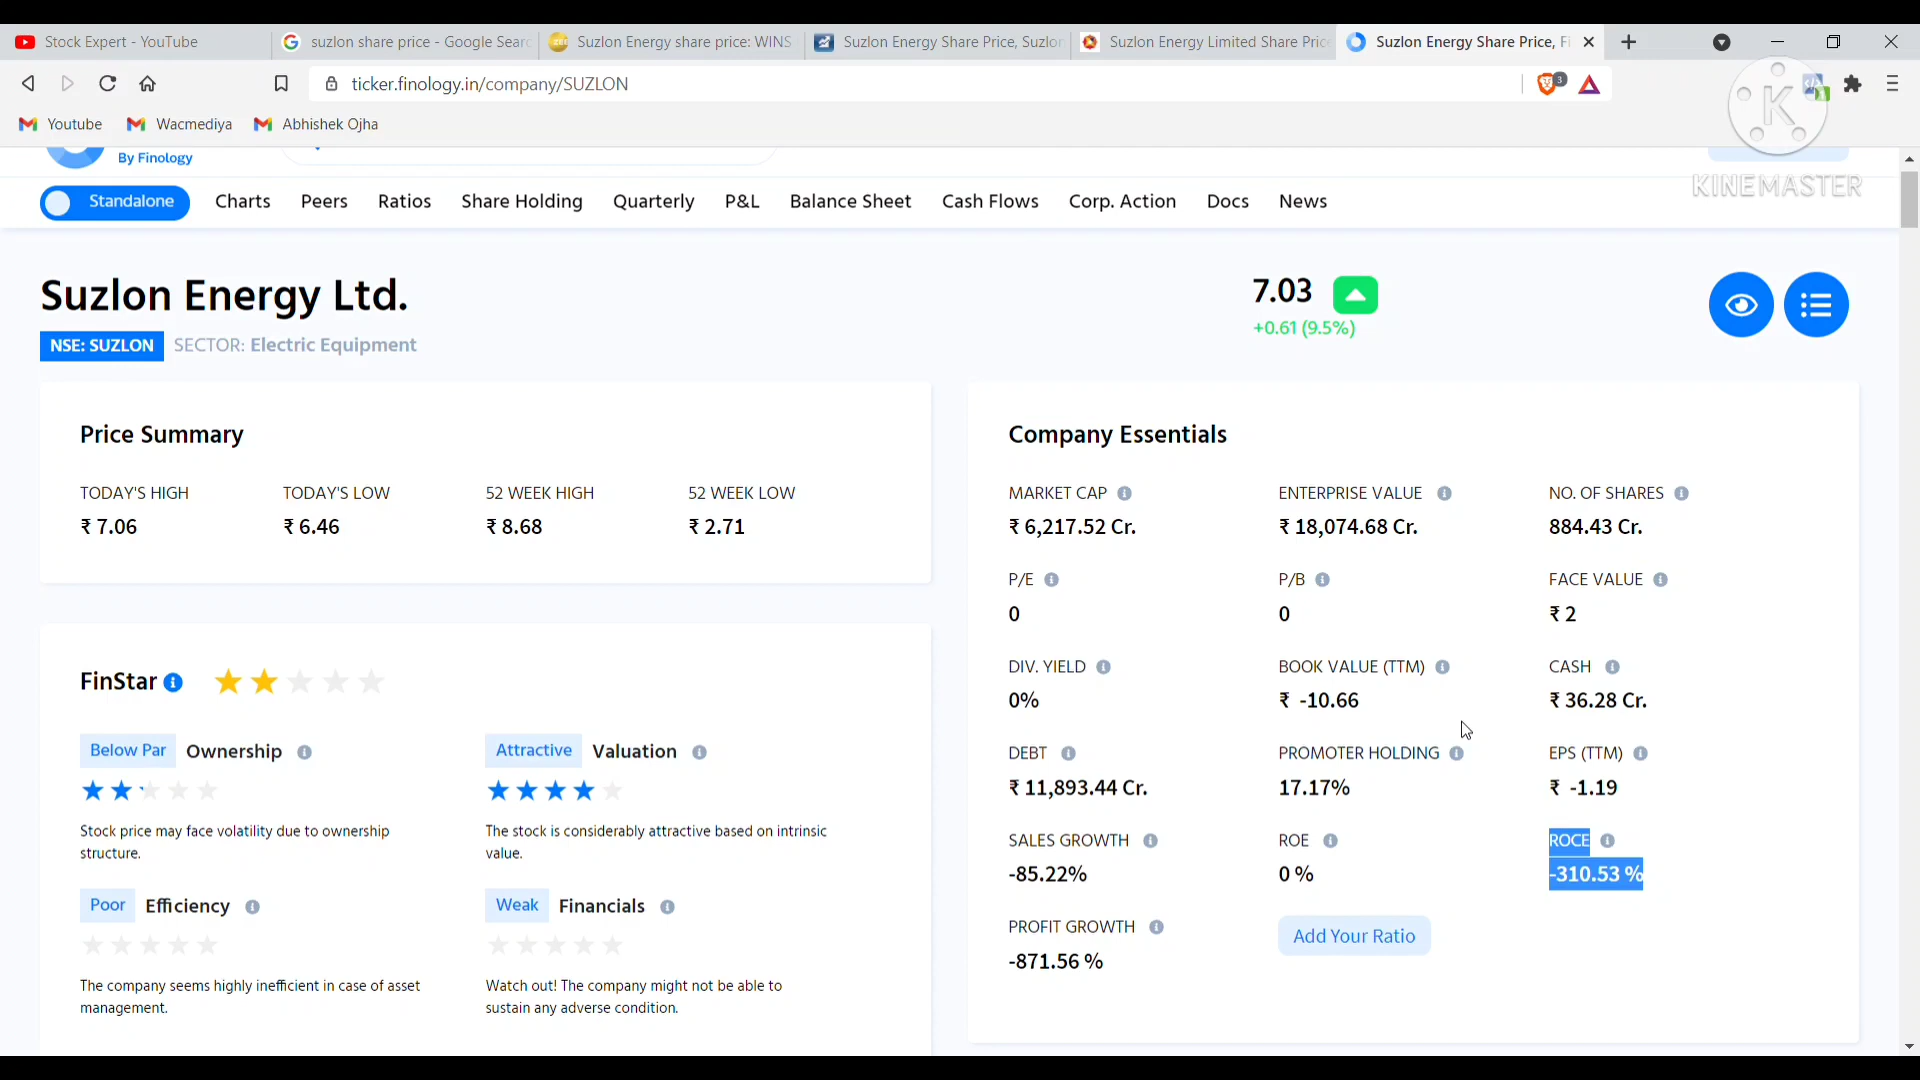 Stock Expert - YouTube
suzlon share price - Google Searc
Suzlon Energy share price: WINS
Suzlon Energy Share Price, Suzlon
Suzlon Energy Limited Share Price
Suzlon Energy Share Price, Fi
ticker.finology.in/company/SUZLON
3
Youtube
Wacmediya
Abhishek Ojha
K
KINEMASTER
By Finology
Standalone
Charts
Peers
Ratios
Share Holding
Quarterly
P&L
Balance Sheet
Cash Flows
Corp. Action
Docs
News
Suzlon Energy Ltd.
7.03
+0.61 (9.5%)
NSE: SUZLON SECTOR: Electric Equipment
Price Summary
TODAY'S HIGH TODAY'S LOW 52 WEEK HIGH 52 WEEK LOW
₹ 7.06 ₹ 6.46 ₹ 8.68 ₹ 2.71
FinStar
Below Par Ownership
Stock price may face volatility due to ownership
structure.
Attractive Valuation
The stock is considerably attractive based on intrinsic
value.
Poor Efficiency
The company seems highly inefficient in case of asset
management.
Weak Financials
Watch out! The company might not be able to
sustain any adverse condition.
Company Essentials
MARKET CAP ENTERPRISE VALUE NO. OF SHARES
₹ 6,217.52 Cr. ₹ 18,074.68 Cr. 884.43 Cr.
P/E P/B FACE VALUE
0 0 ₹ 2
DIV. YIELD BOOK VALUE (TTM) CASH
0% ₹ -10.66 ₹ 36.28 Cr.
DEBT PROMOTER HOLDING EPS (TTM)
₹ 11,893.44 Cr. 17.17% ₹ -1.19
SALES GROWTH ROE ROCE
-85.22% 0 % -310.53 %
PROFIT GROWTH
-871.56 %
Add Your Ratio